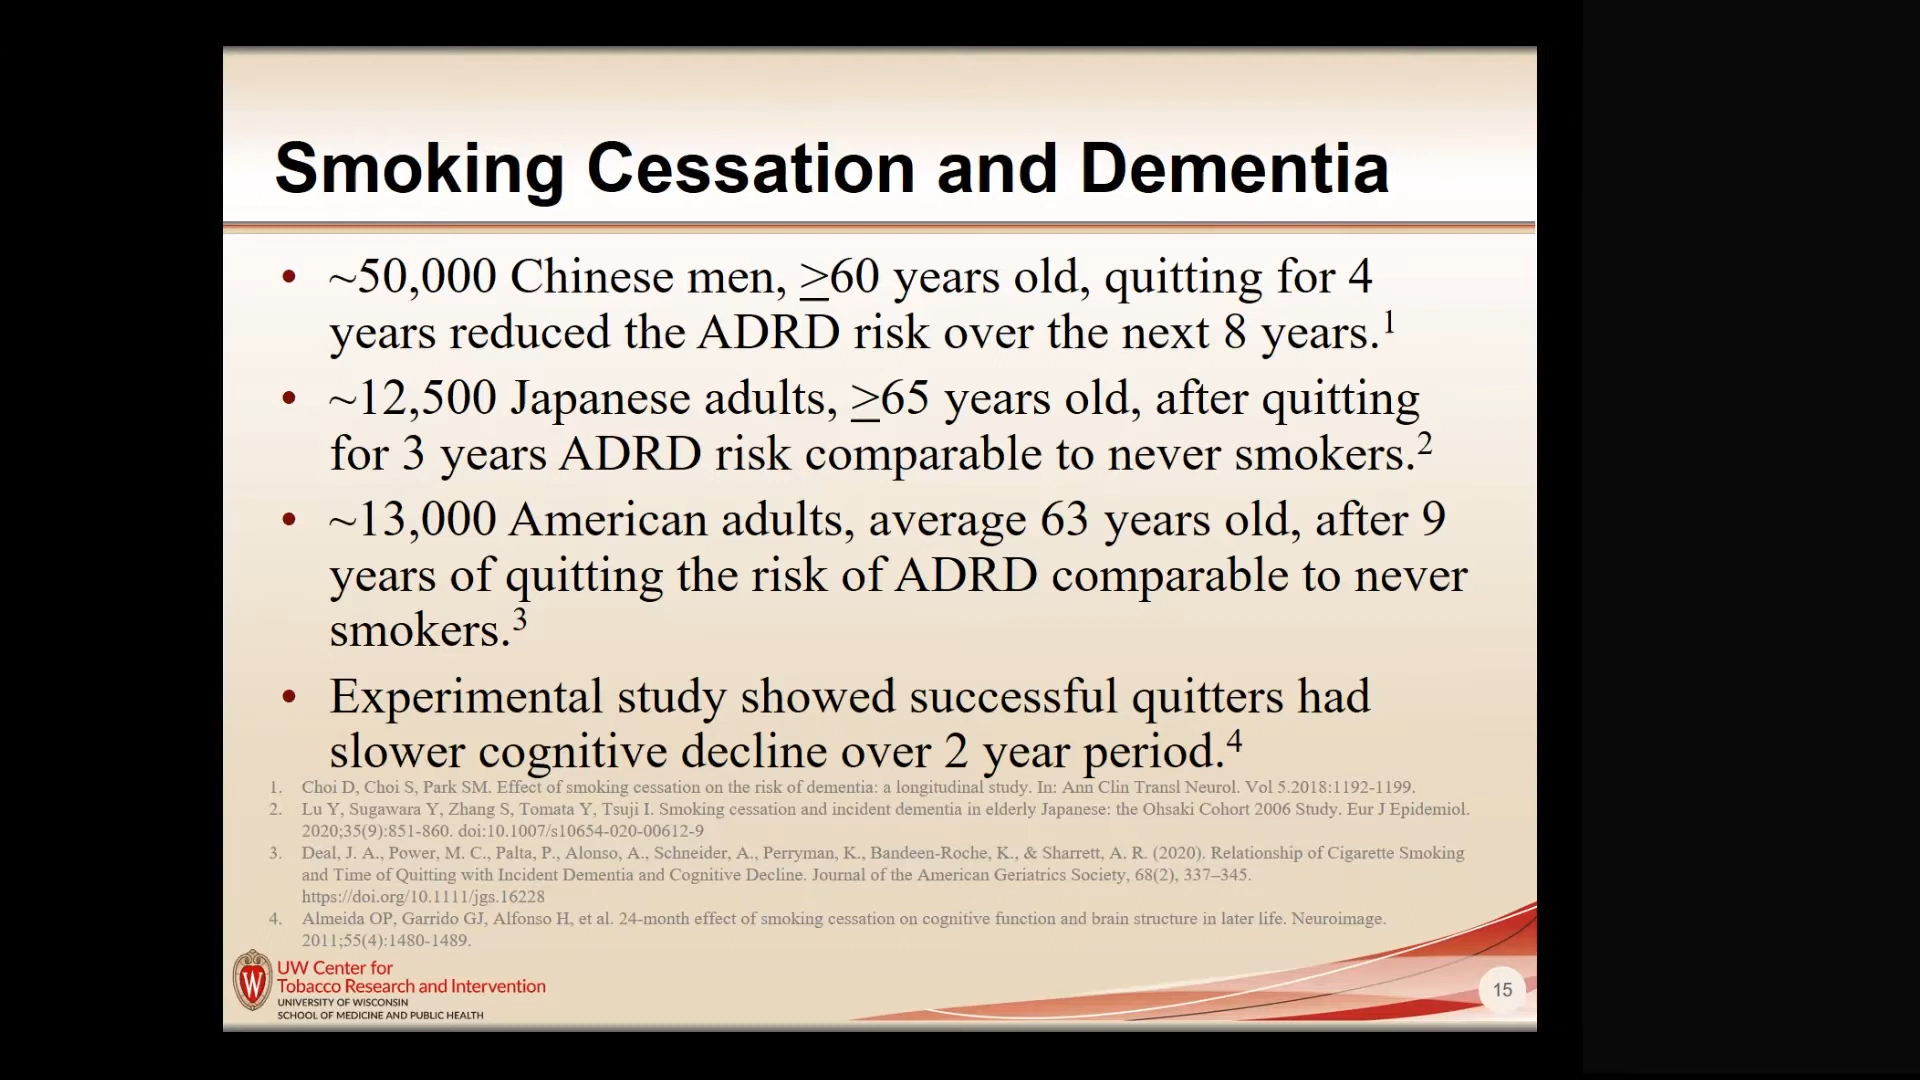 Smoking Cessation and Dementia
• ~50,000 Chinese men, >60 years old, quitting for 4
years reduced the ADRD risk over the next 8 years.1
• ~12,500 Japanese adults, >65 years old, after quitting
for 3 years ADRD risk comparable to never smokers.2
• ~13,000 American adults, average 63 years old, after 9
years of quitting the risk of ADRD comparable to never
smokers.3
• Experimental study showed successful quitters had
slower cognitive decline over 2 year period.4
1. Choi D, Choi S, Park SM. Effect of smoking cessation on the risk of dementia: a longitudinal study. In: Ann Clin Transl Neurol. Vol 5.2018:1192-1199.
2. Lu Y, Sugawara Y, Zhang S, Tomata Y, Tsuji I. Smoking cessation and incident dementia in elderly Japanese: the Ohsaki Cohort 2006 Study. Eur J Epidemiol.
2020;35(9):851-860. doi:10.1007/s10654-020-00612-9
3. Deal, J. A., Power, M. C., Palta, P., Alonso, A., Schneider, A., Perryman, K., Bandeen-Roche, K., & Sharrett, A. R. (2020). Relationship of Cigarette Smoking
and Time of Quitting with Incident Dementia and Cognitive Decline. Journal of the American Geriatrics Society, 68(2), 337–345.
https://doi.org/10.1111/jgs.16228
4. Almeida OP, Garrido GJ, Alfonso H, et al. 24-month effect of smoking cessation on cognitive function and brain structure in later life. Neuroimage.
2011;55(4):1480-1489.
W
UW Center for
Tobacco Research and Intervention
UNIVERSITY OF WISCONSIN
SCHOOL OF MEDICINE AND PUBLIC HEALTH
15